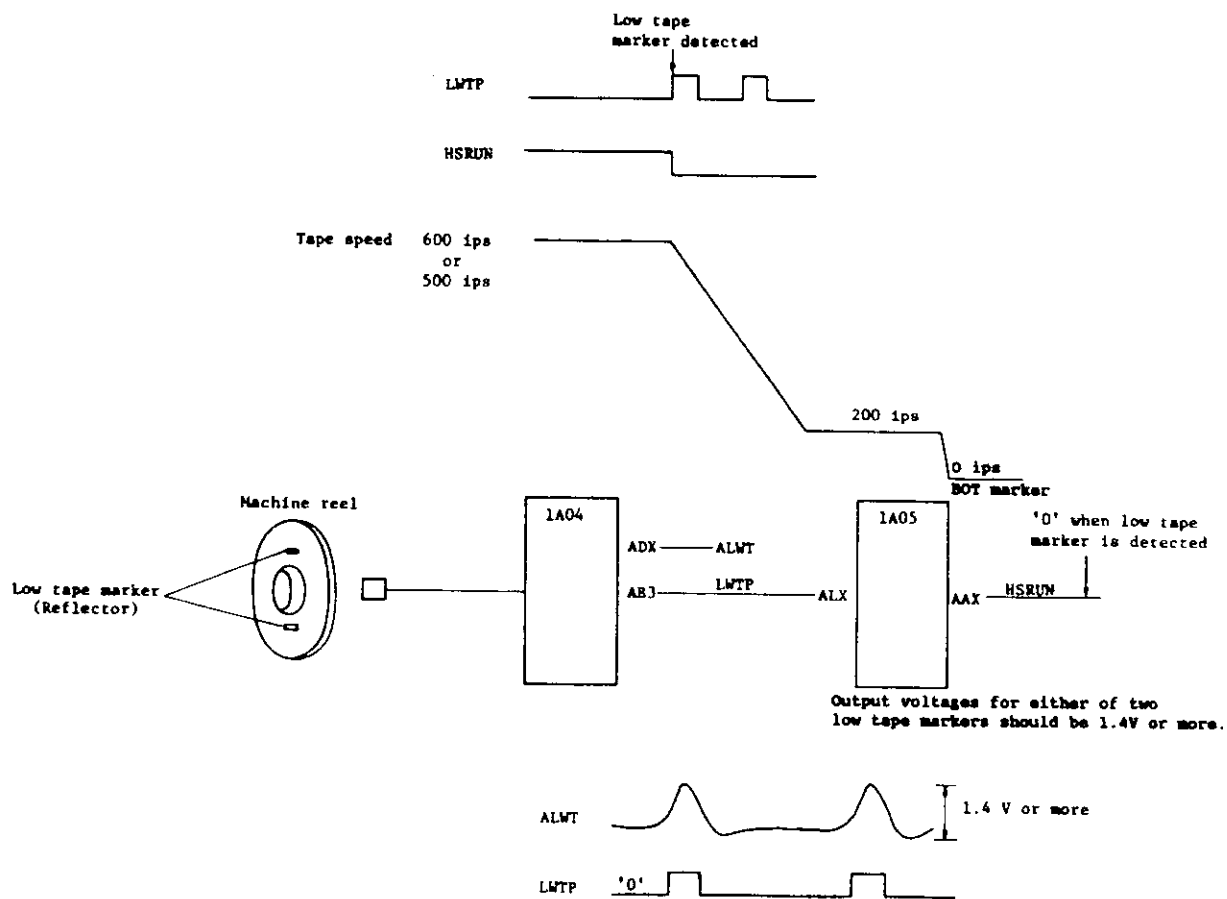 Low tape
marker detected
LWTP
HSRUN
Tape speed 600 ips
or
500 ips
200 ips
0 ips
BOT marker
Machine reel
1A04
1A05
'0' when low tape
marker is detected
ADX ALWT
Low tape marker
(Reflector)
AB3 LWTP ALX
AAX HSRUN
Output voltages for either of two
low tape markers should be 1.4V or more.
ALWT
1.4 V or more
LWTP '0'